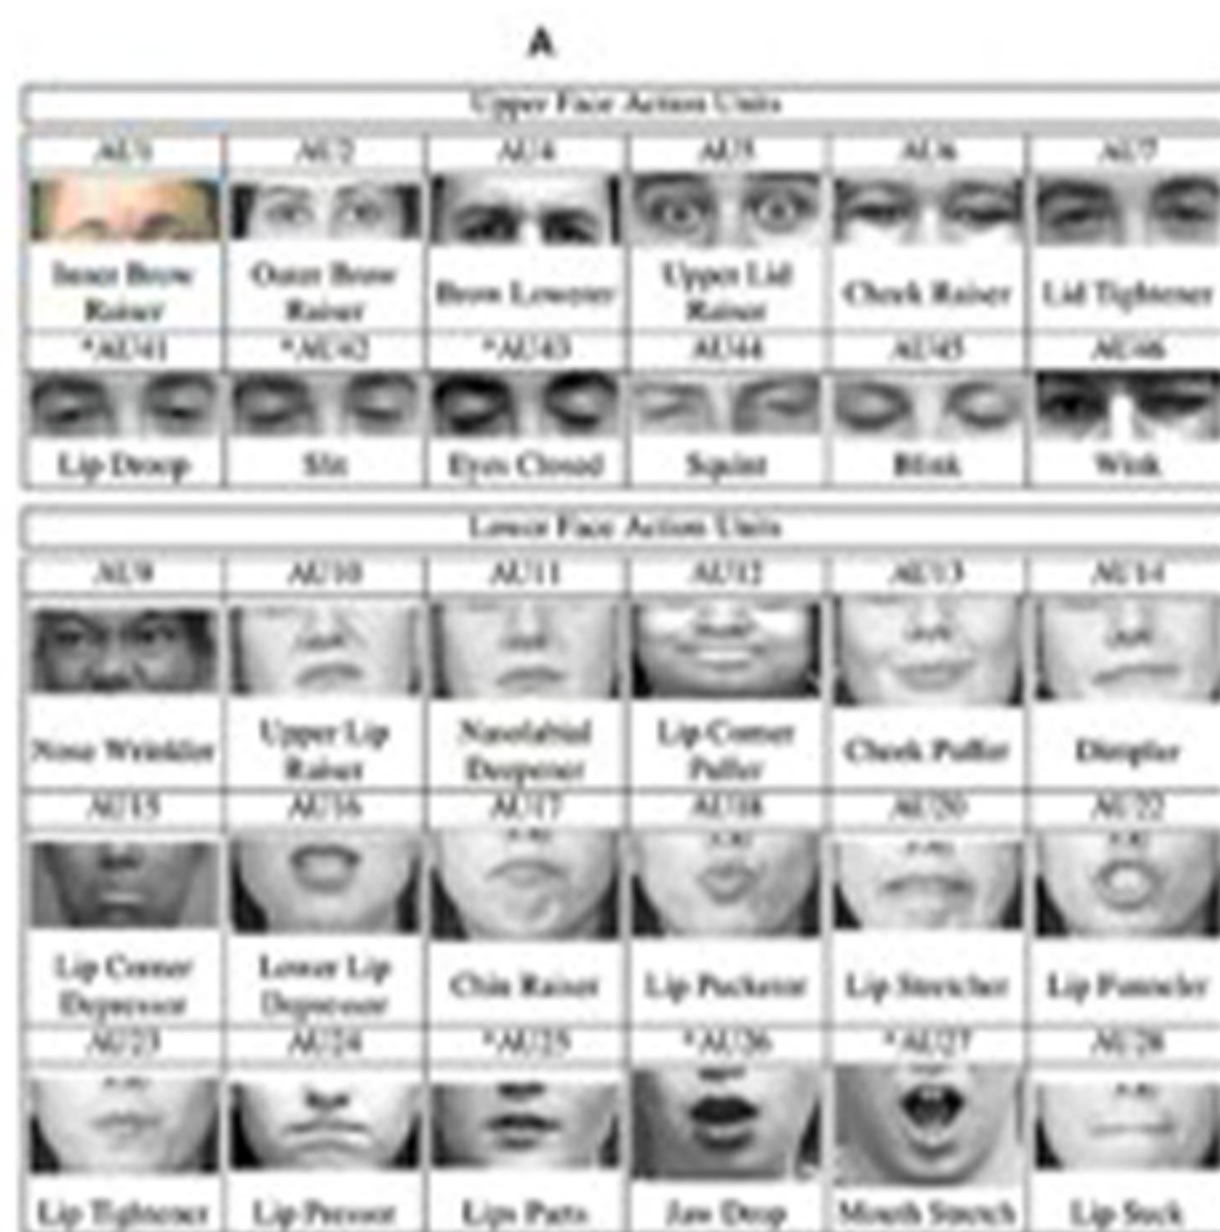 A
Upper Face Action Units
AU1 AU2 AU4 AU5 AU6 AU7
Inner Brow Raiser
Outer Brow Raiser
Brow Lowerer
Upper Lid Raiser
Cheek Raiser
Lid Tightener
*AU41 *AU42 *AU43 AU44 AU45 AU46
Lip Droop Slit Eyes Closed Squint Blink Wink
Lower Face Action Units
AU9 AU10 AU11 AU12 AU13 AU14
Nose Wrinkler
Upper Lip Raiser
Nasolabial Deepener
Lip Corner Puller
Cheek Puffer
Dimpler
AU15 AU16 AU17 AU18 AU20 AU22
Lip Corner Depressor
Lower Lip Depressor
Chin Raiser
Lip Puckerer
Lip Stretcher
Lip Funneler
AU23 AU24 *AU25 *AU26 *AU27 AU28
Lip Tightener Lip Pressor Lips Parts Jaw Drop Mouth Stretch Lip Suck